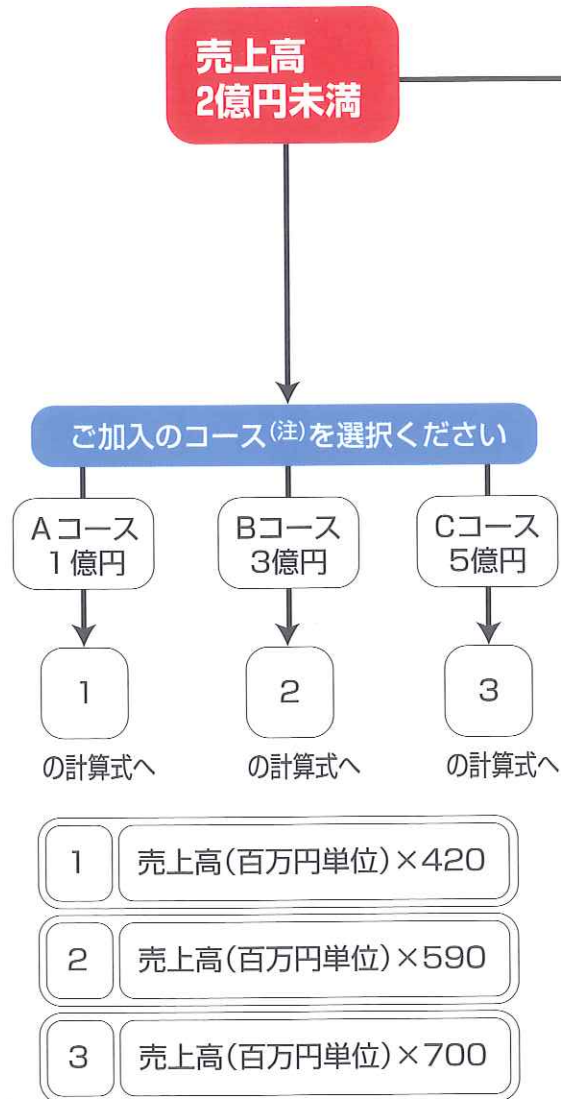 売上高
2億円未満
ご加入のコース(注)を選択ください
Aコース
1億円
Bコース
3億円
Cコース
5億円
1
2
3
の計算式へ
の計算式へ
の計算式へ
1 売上高(百万円単位)×420
2 売上高(百万円単位)×590
3 売上高(百万円単位)×700